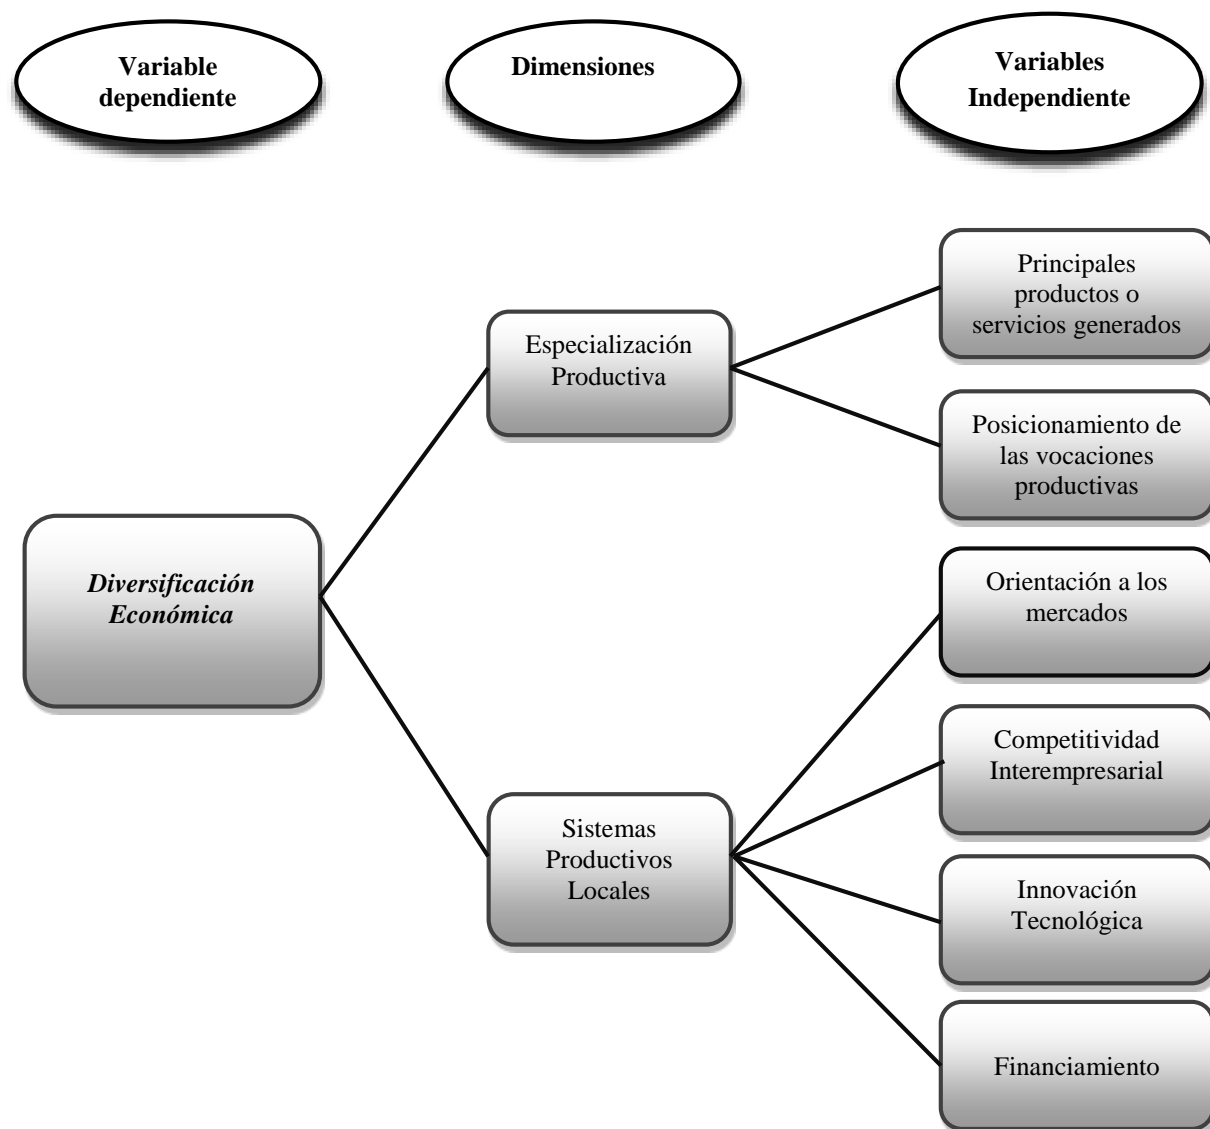 Variable
dependiente
Dimensiones
Variables
Independiente
Diversificación
Económica
Especialización
Productiva
Sistemas
Productivos
Locales
Principales
productos o
servicios generados
Posicionamiento de
las vocaciones
productivas
Orientación a los
mercados
Competitividad
Interempresarial
Innovación
Tecnológica
Financiamiento